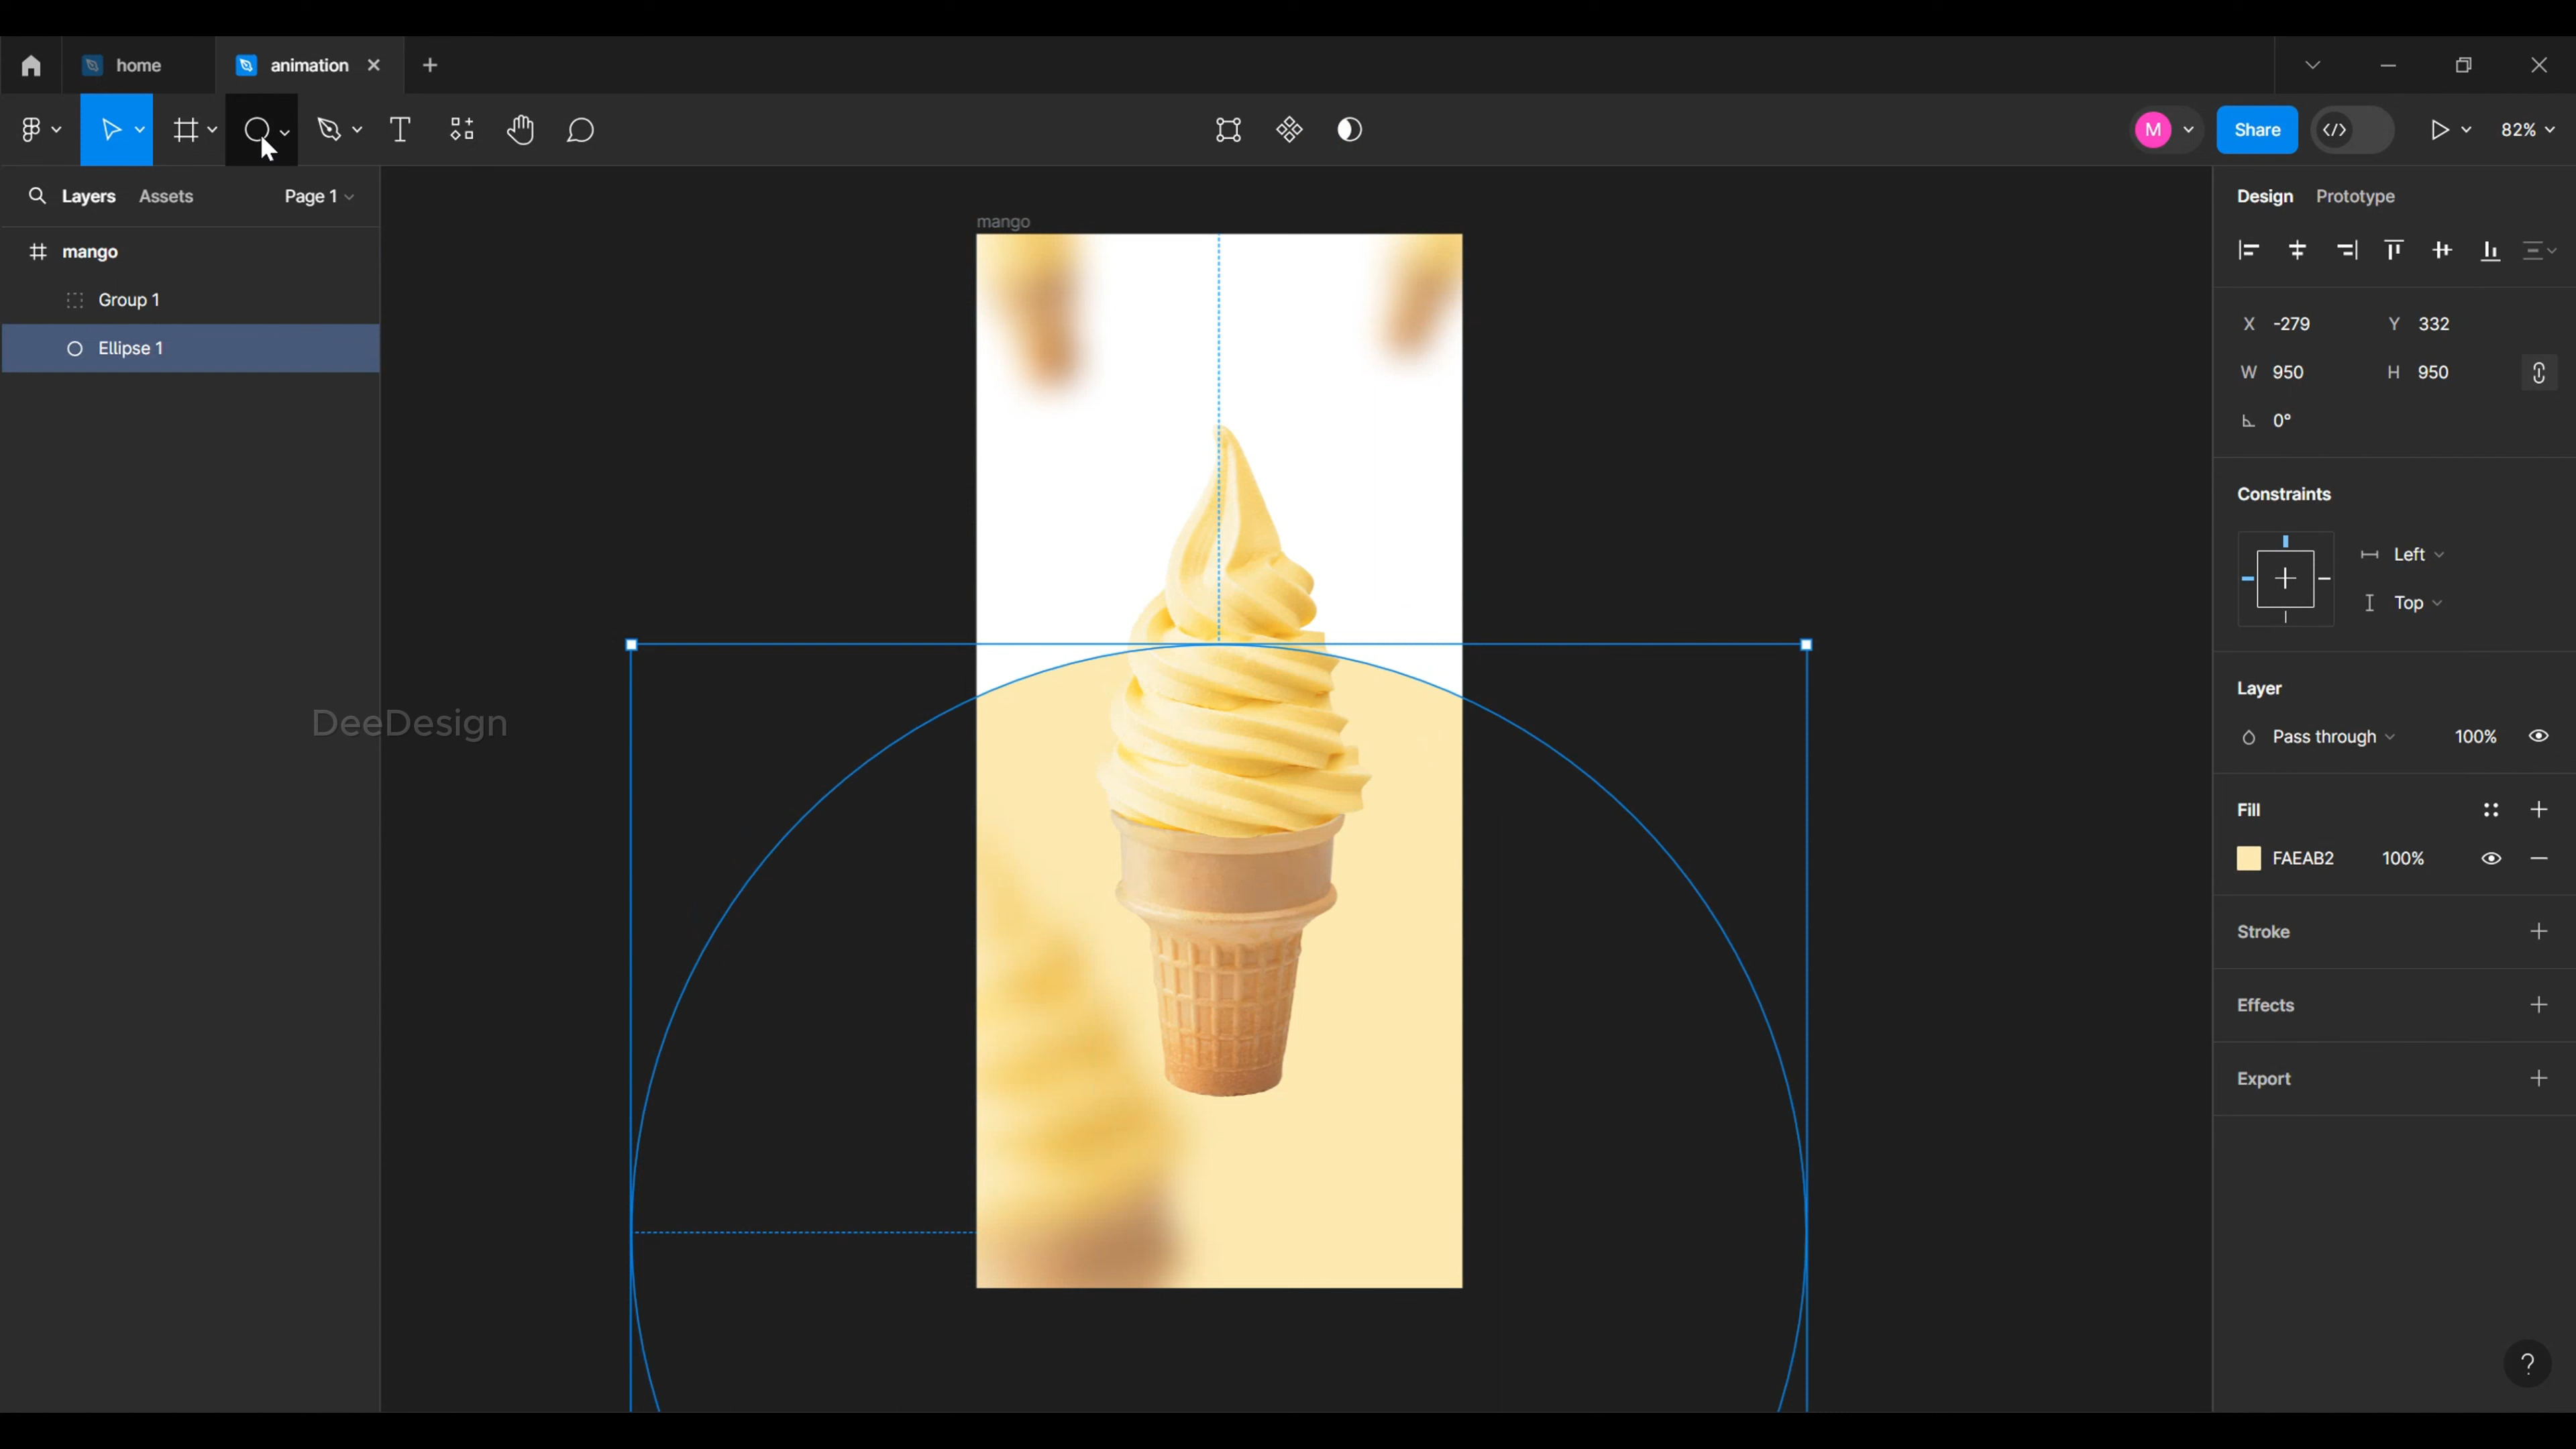 home
animation
M
Share
82%
Layers
Assets
Page 1
mango
Group 1
Ellipse 1
mango
DeeDesign
Design
Prototype
X -279
Y 332
W 950
H 950
0°
Constraints
Left
Top
Layer
Pass through
100%
Fill
FAEAB2
100%
Stroke
Effects
Export
?